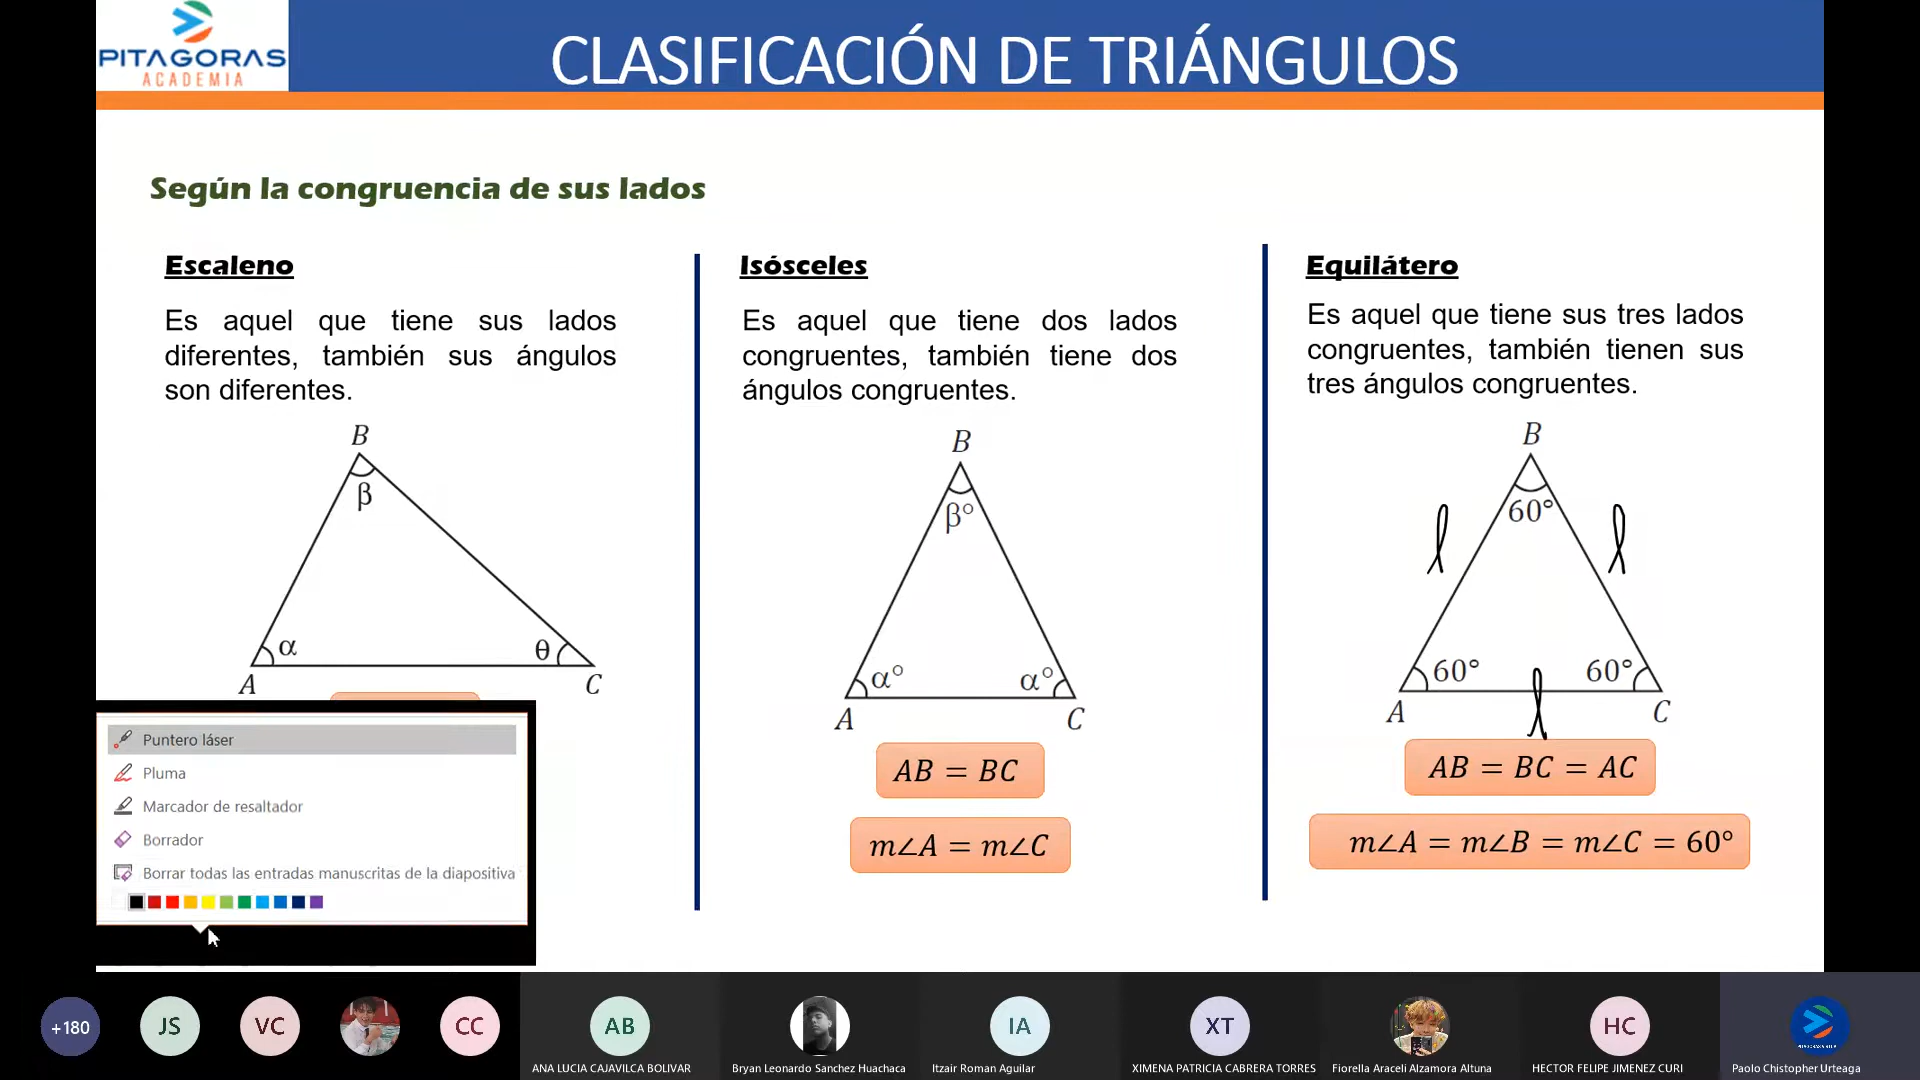 PITAGORAS
ACADEMIA
CLASIFICACIÓN DE TRIÁNGULOS
Según la congruencia de sus lados
Escaleno
Es aquel que tiene sus lados
diferentes, también sus ángulos
son diferentes.
B
β
α
θ
A
C
Isósceles
Es aquel que tiene dos lados
congruentes, también tiene dos
ángulos congruentes.
B
β°
α°
α°
A
C
AB = BC
m∠A = m∠C
Equilátero
Es aquel que tiene sus tres lados
congruentes, también tienen sus
tres ángulos congruentes.
B
60°
l
l
60°
60°
l
A
C
AB = BC = AC
m∠A = m∠B = m∠C = 60°
Puntero láser
Pluma
Marcador de resaltador
Borrador
Borrar todas las entradas manuscritas de la diapositiva
+180
JS
VC
CC
AB
IA
XT
HC
ANA LUCIA CAJAVILCA BOLIVAR
Bryan Leonardo Sanchez Huachaca
Itzair Roman Aguilar
XIMENA PATRICIA CABRERA TORRES
Fiorella Araceli Alzamora Altuna
HECTOR FELIPE JIMENEZ CURI
Paolo Chistopher Urteaga